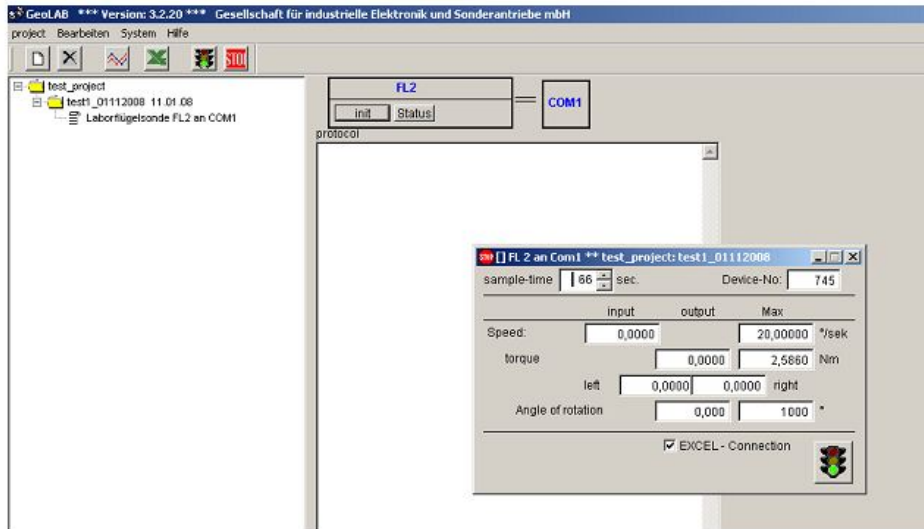 GeoLAB *** Version: 3.2.20 *** Gesellschaft für industrielle Elektronik und Sonderantriebe mbH
project Bearbeiten System Hilfe
STOP
test_project
test1_01112008 11.01.08
Laborflügelsonde FL2 an COM1
FL2
init Status
COM1
protocol
STOP [] FL 2 an Com1 ** test_project: test1_01112008
sample-time 66 sec. Device-No: 745
input output Max
Speed: 0,0000 20,00000 °/sek
torque 0,0000 2,5860 Nm
left 0,0000 0,0000 right
Angle of rotation 0,000 1000 °
EXCEL - Connection